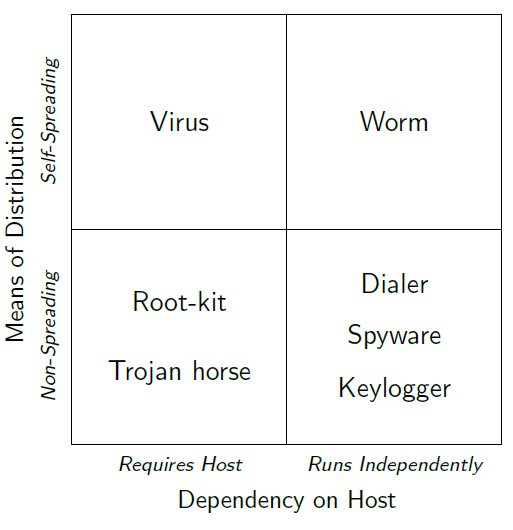 Means of Distribution
Self-Spreading
Non-Spreading
Virus
Worm
Root-kit
Trojan horse
Dialer
Spyware
Keylogger
Requires Host
Runs Independently
Dependency on Host